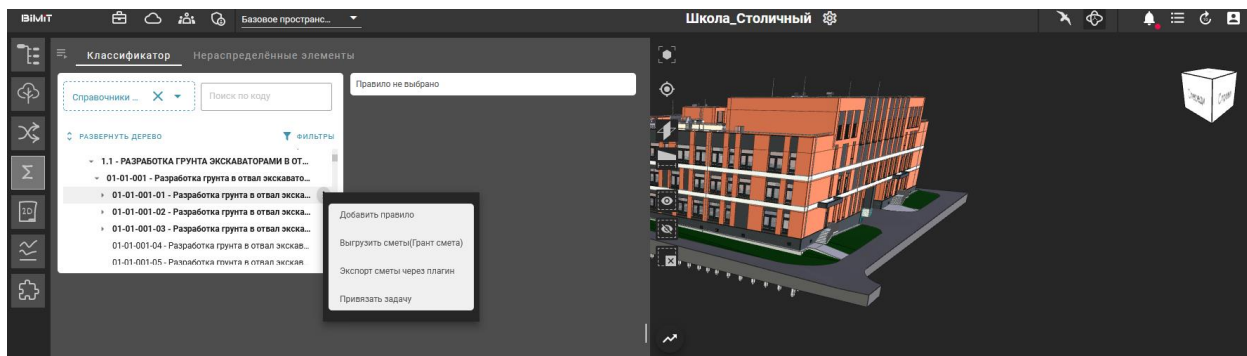 BIMiT
Базовое пространс...
Школа_Столичный
Классификатор
Нераспределённые элементы
Справочники ...
Поиск по коду
Правило не выбрано
РАЗВЕРНУТЬ ДЕРЕВО
ФИЛЬТРЫ
1.1 - РАЗРАБОТКА ГРУНТА ЭКСКАВАТОРАМИ В ОТ...
01-01-001 - Разработка грунта в отвал экскавато...
01-01-001-01 - Разработка грунта в отвал экска...
01-01-001-02 - Разработка грунта в отвал экска...
01-01-001-03 - Разработка грунта в отвал экска...
01-01-001-04 - Разработка грунта в отвал экскав...
01-01-001-05 - Разработка грунта в отвал экскав
Добавить правило
Выгрузить сметы(Грант смета)
Экспорт сметы через плагин
Привязать задачу
2D
Справа